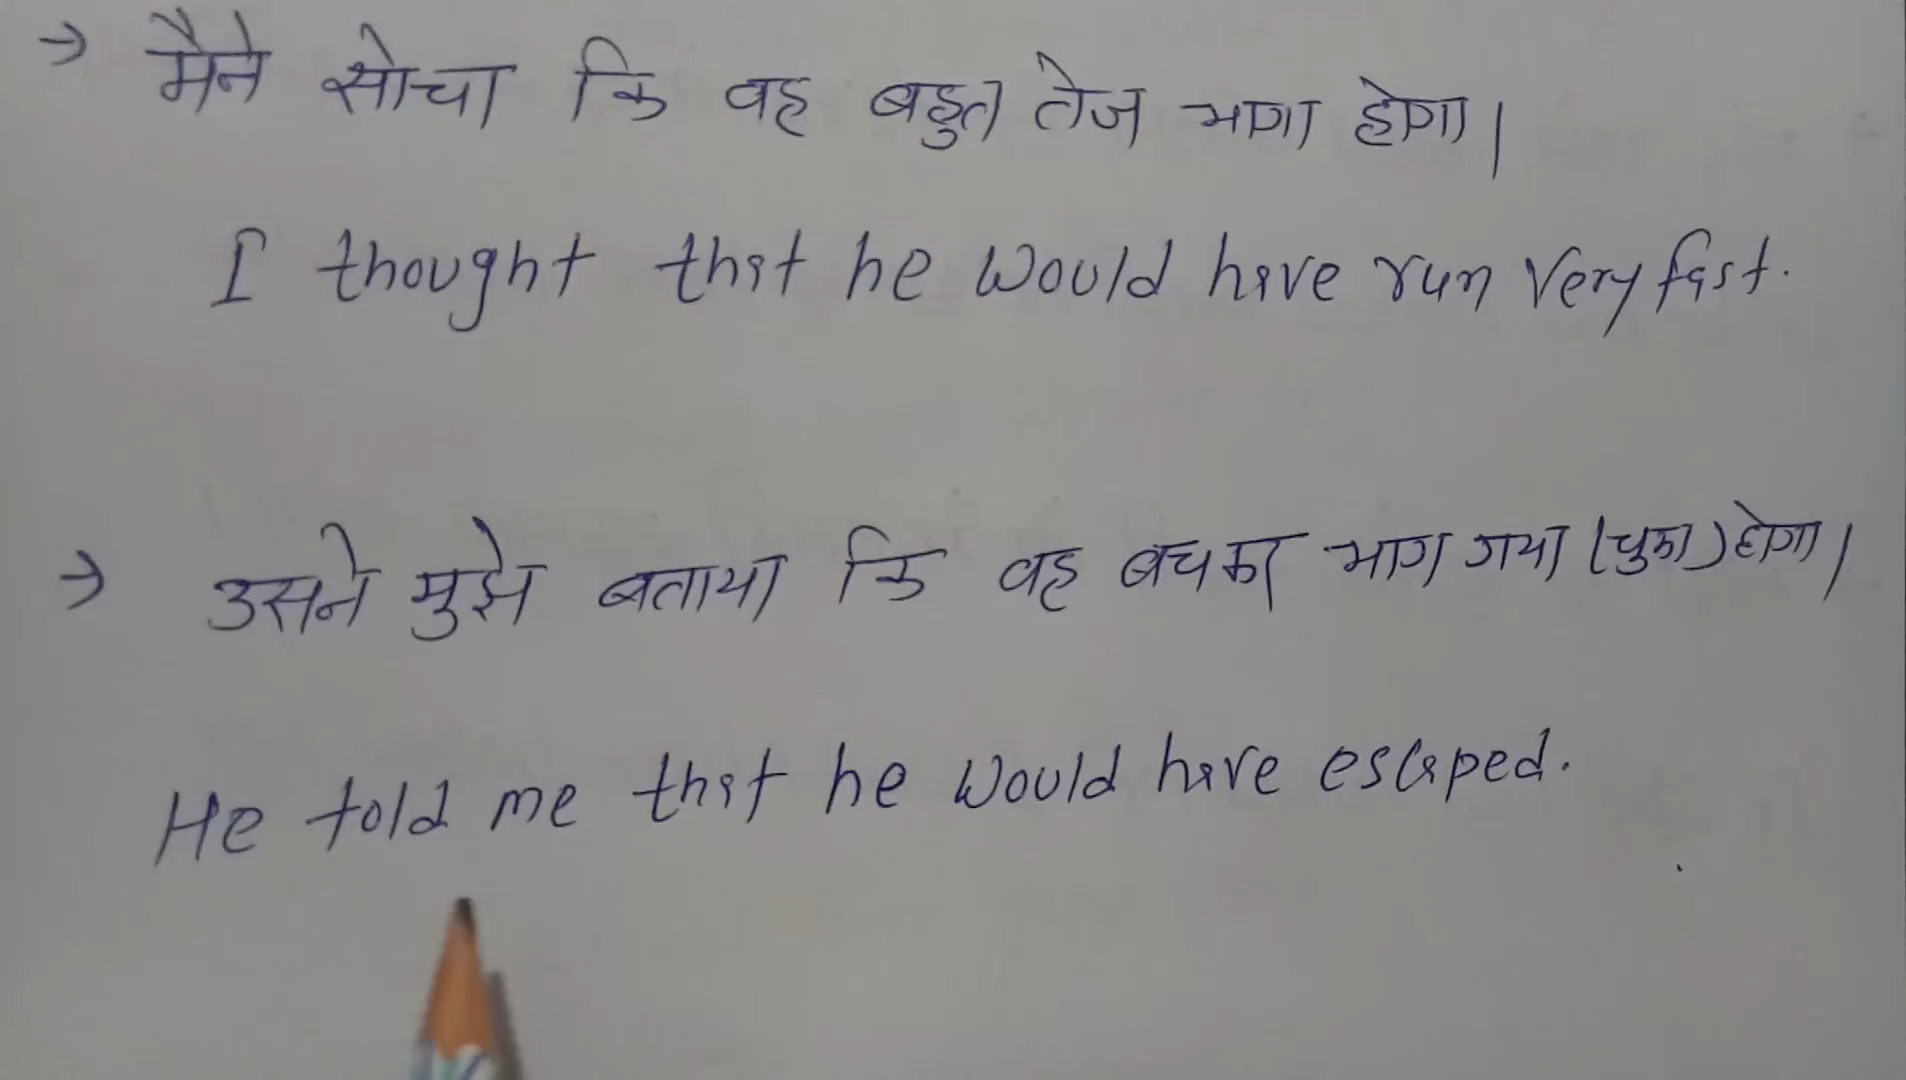 → मैने सोचा कि वह बहुत तेज भागा होगा।
I thought that he would have run very fast.
→ उसने मुझे बताया कि वह बचकर भाग गया (चुका) होगा।
He told me that he would have escaped.